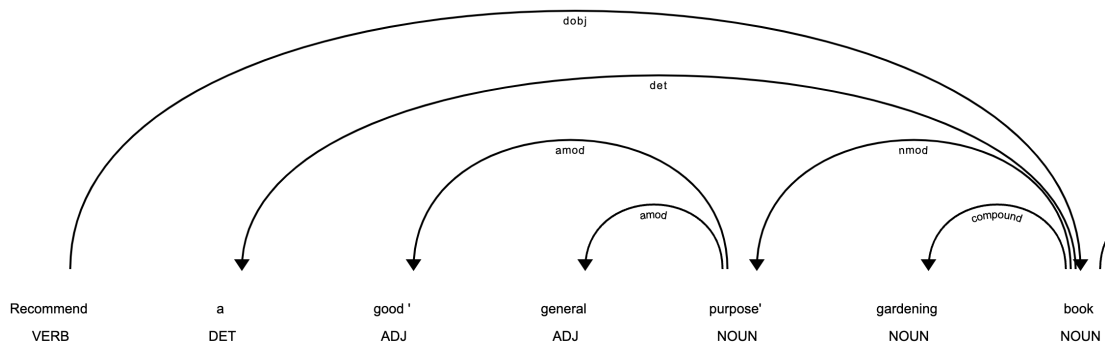 dobj
det
amod nmod
amod compound
Recommend a good ' general purpose' gardening book
VERB DET ADJ ADJ NOUN NOUN NOUN